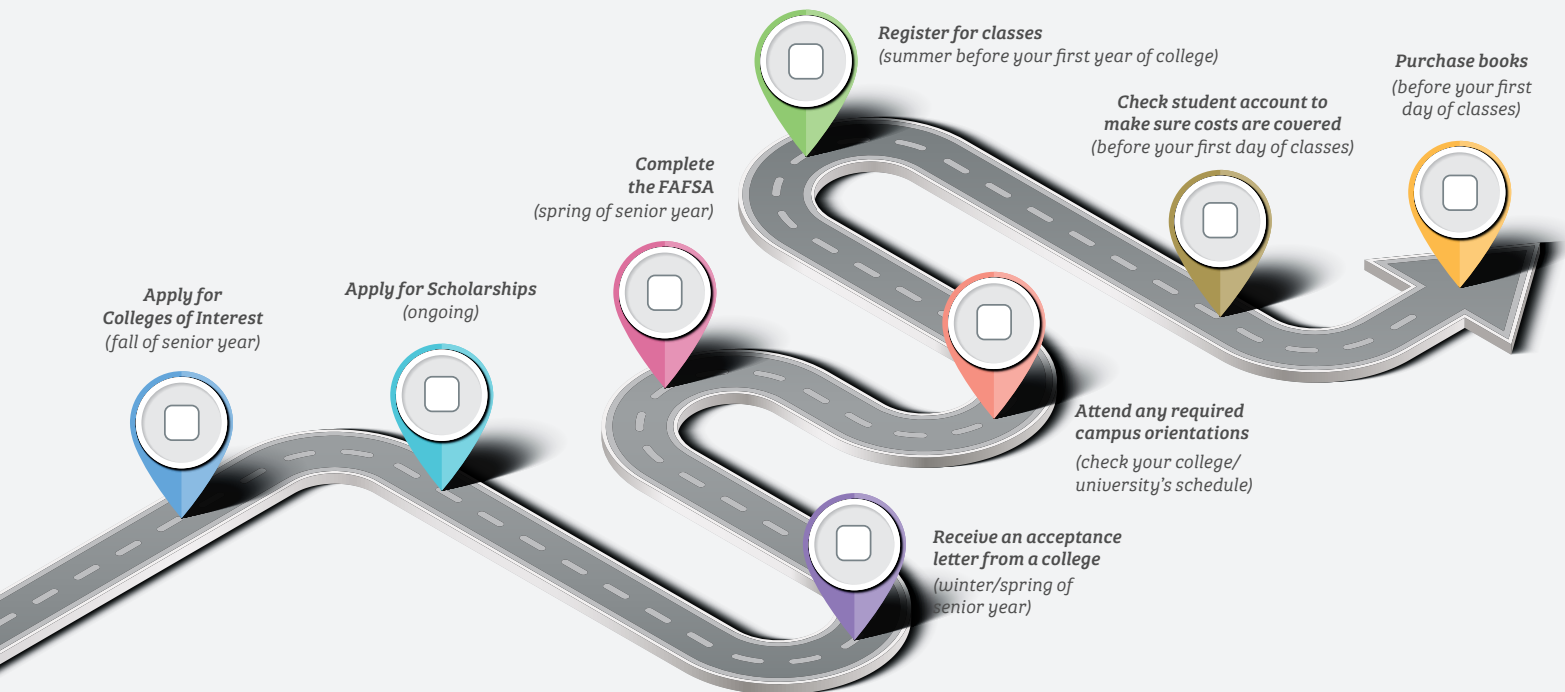 Apply for
Colleges of Interest
(fall of senior year)
Apply for Scholarships
(ongoing)
Receive an acceptance
letter from a college
(winter/spring of
senior year)
Complete
the FAFSA
(spring of senior year)
Attend any required
campus orientations
(check your college/
university's schedule)
Register for classes
(summer before your first year of college)
Check student account to
make sure costs are covered
(before your first day of classes)
Purchase books
(before your first
day of classes)